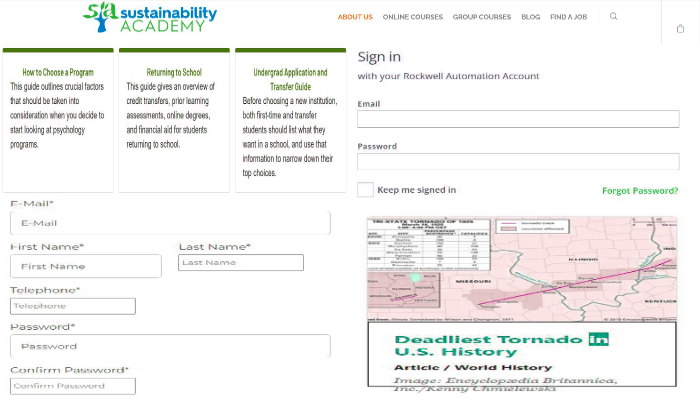 sustainability
ACADEMY
ABOUT US ONLINE COURSES GROUP COURSES BLOG FIND A JOB
How to Choose a Program
This guide outlines crucial factors
that should be taken into
consideration when you decide to
start looking at psychology
programs.
Returning to School
This guide gives an overview of
credit transfers, prior learning
assessments, online degrees,
and financial aid for students
returning to school.
Undergrad Application and
Transfer Guide
Before choosing a new institution,
both first-time and transfer
students should list what they
want in a school, and use that
information to narrow down their
top choices.
Sign in
with your Rockwell Automation Account
Email
Password
Keep me signed in
Forgot Password?
E-Mail*
E-Mail
First Name* Last Name*
First Name Last Name
Telephone*
Telephone
Password*
Password
Confirm Password*
Confirm Password
TRI-STATE TORNADO OF 1925
tornado track
counties affected
ILLINOIS
MISSOURI
Deadliest Tornado in
U.S. History
Article / World History
Image: Encyclopædia Britannica,
Inc./Kenny Chmielewski